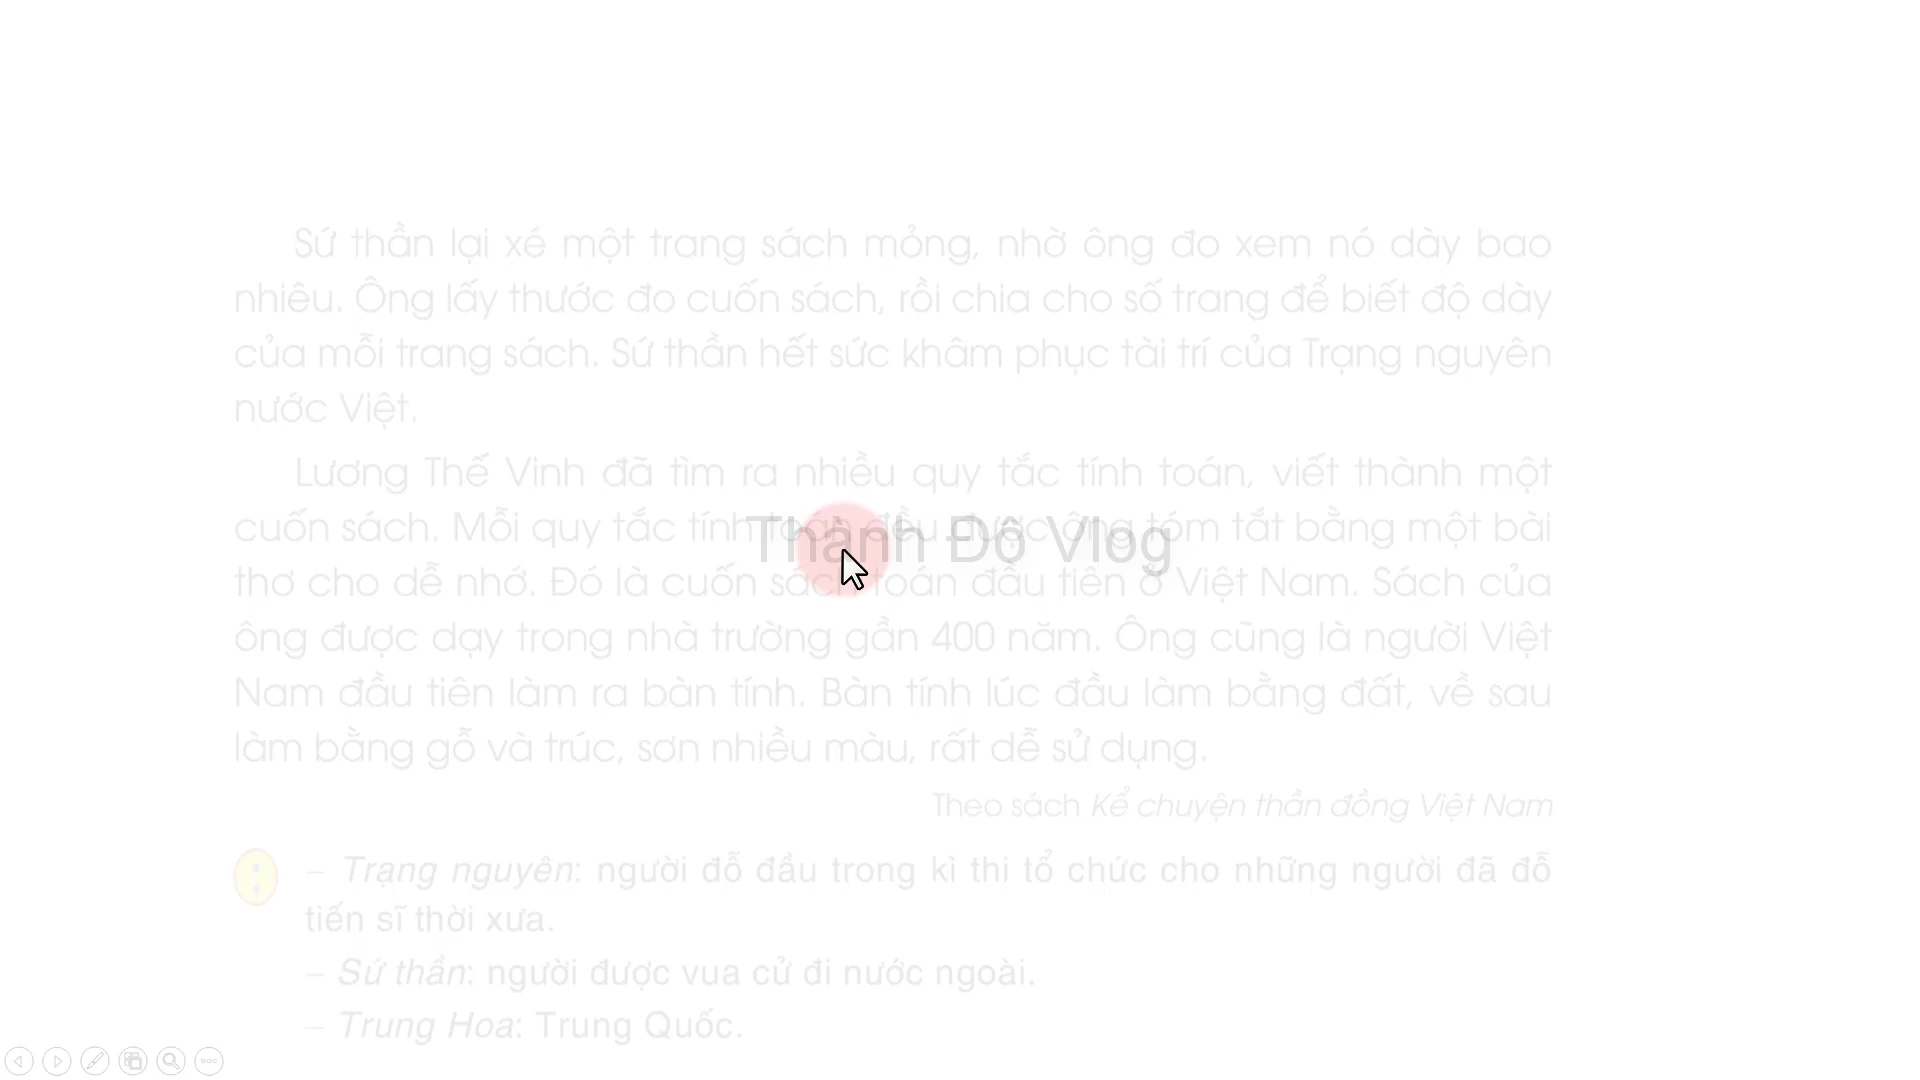 Sứ thần lại xé một trang sách mỏng, nhờ ông đo xem nó dày bao
nhiêu. Ông lấy thước đo cuốn sách, rồi chia cho số trang để biết độ dày
của mỗi trang sách. Sứ thần hết sức khâm phục tài trí của Trạng nguyên
nước Việt.
Lương Thế Vinh đã tìm ra nhiều quy tắc tính toán, viết thành một
cuốn sách. Mỗi quy tắc tính toán đều được ông tóm tắt bằng một bài
Thành Đô Vlog
thơ cho dễ nhớ. Đó là cuốn sách toán đầu tiên ở Việt Nam. Sách của
ông được dạy trong nhà trường gần 400 năm. Ông cũng là người Việt
Nam đầu tiên làm ra bàn tính. Bàn tính lúc đầu làm bằng đất, về sau
làm bằng gỗ và trúc, sơn nhiều màu, rất dễ sử dụng.
Theo sách Kể chuyện thần đồng Việt Nam
– Trạng nguyên: người đỗ đầu trong kì thi tổ chức cho những người đã đỗ
tiến sĩ thời xưa.
– Sứ thần: người được vua cử đi nước ngoài.
– Trung Hoa: Trung Quốc.